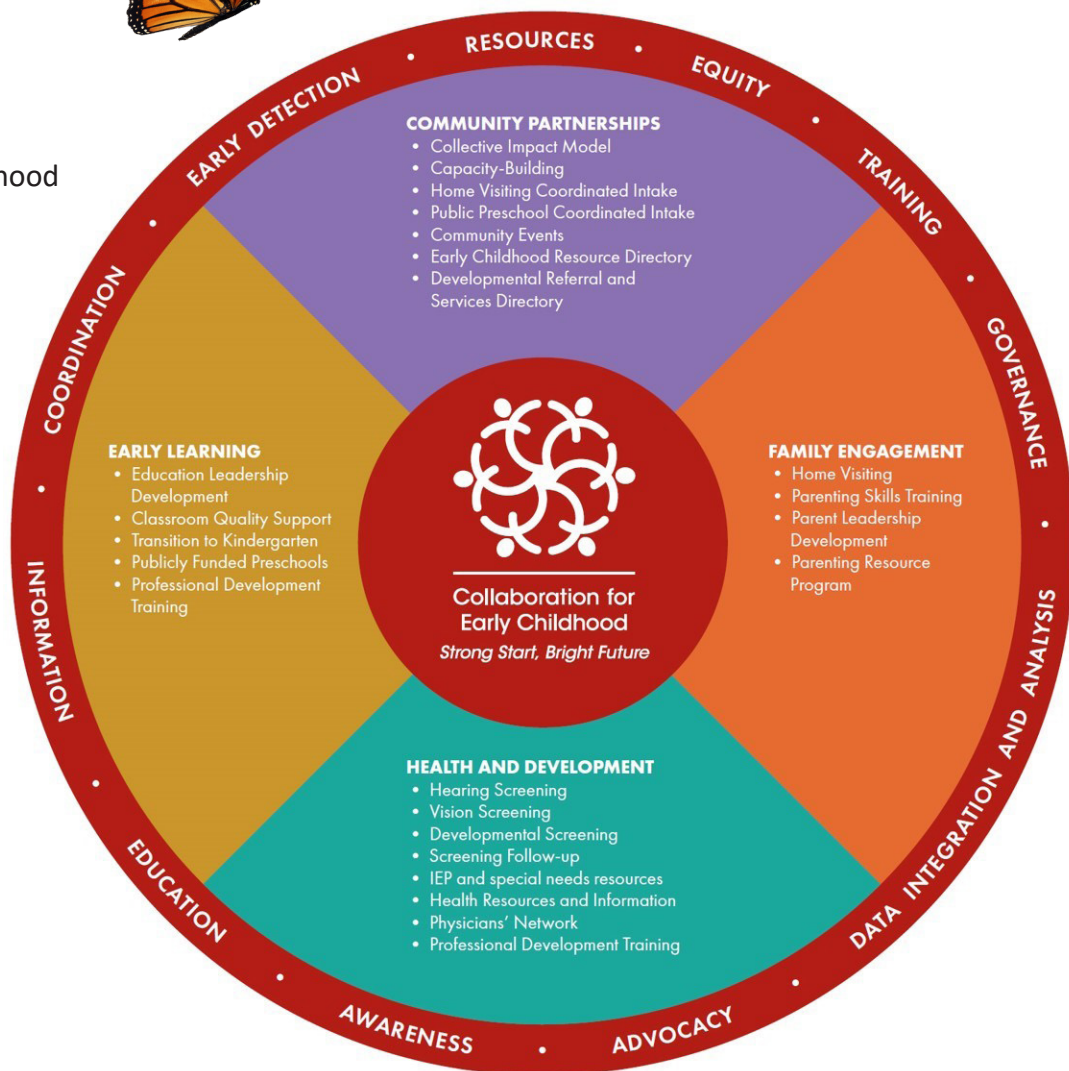 RESOURCES • EQUITY • TRAINING • GOVERNANCE • DATA INTEGRATION AND ANALYSIS • ADVOCACY • AWARENESS • EDUCATION • INFORMATION • COORDINATION • EARLY DETECTION •
hood
COMMUNITY PARTNERSHIPS
• Collective Impact Model
• Capacity-Building
• Home Visiting Coordinated Intake
• Public Preschool Coordinated Intake
• Community Events
• Early Childhood Resource Directory
• Developmental Referral and
Services Directory
EARLY LEARNING
• Education Leadership
Development
• Classroom Quality Support
• Transition to Kindergarten
• Publicly Funded Preschools
• Professional Development
Training
Collaboration for
Early Childhood
Strong Start, Bright Future
FAMILY ENGAGEMENT
• Home Visiting
• Parenting Skills Training
• Parent Leadership
Development
• Parenting Resource
Program
HEALTH AND DEVELOPMENT
• Hearing Screening
• Vision Screening
• Developmental Screening
• Screening Follow-up
• IEP and special needs resources
• Health Resources and Information
• Physicians’ Network
• Professional Development Training